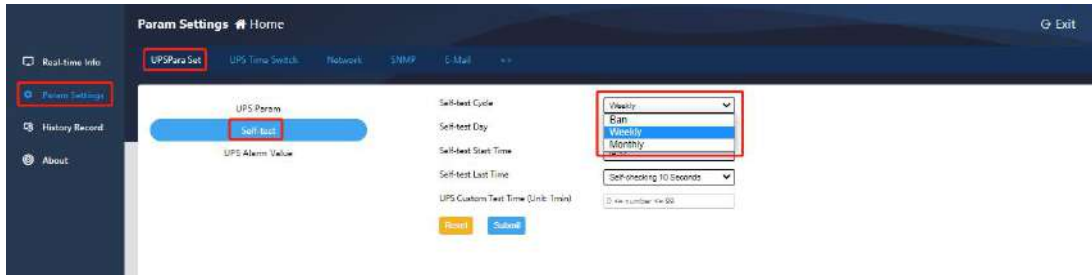 Param Settings Home
Exit
Real-time Info
Param Settings
History Record
About
UPSPara Set
UPS Time Switch
Network
SNMP
E-Mail
>>
UPS Param
Self-test
UPS Alarm Value
Self-test Cycle
Weekly
Ban
Weekly
Monthly
Self-test Day
Self-test Start Time
Self-test Last Time
Self-checking 10 Seconds
UPS Custom Test Time (Unit: 1min)
0 <= number <= 99
Reset
Submit